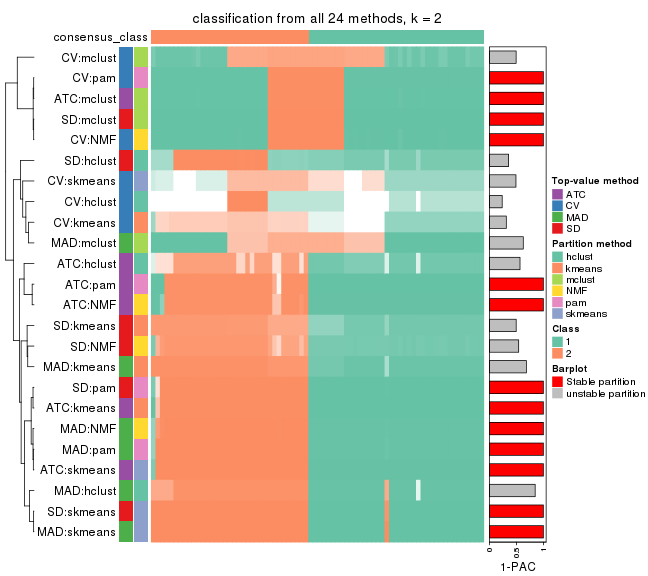 classification from all 24 methods, k = 2
consensus_class
CV:mclust
CV:pam
ATC:mclust
SD:mclust
CV:NMF
SD:hclust
CV:skmeans
CV:hclust
CV:kmeans
MAD:mclust
ATC:hclust
ATC:pam
ATC:NMF
SD:kmeans
SD:NMF
MAD:kmeans
SD:pam
ATC:kmeans
MAD:NMF
MAD:pam
ATC:skmeans
MAD:hclust
SD:skmeans
MAD:skmeans
0
0.5
1
1-PAC
Top-value method
ATC
CV
MAD
SD
Partition method
hclust
kmeans
mclust
NMF
pam
skmeans
Class
1
2
Barplot
Stable partition
unstable partition